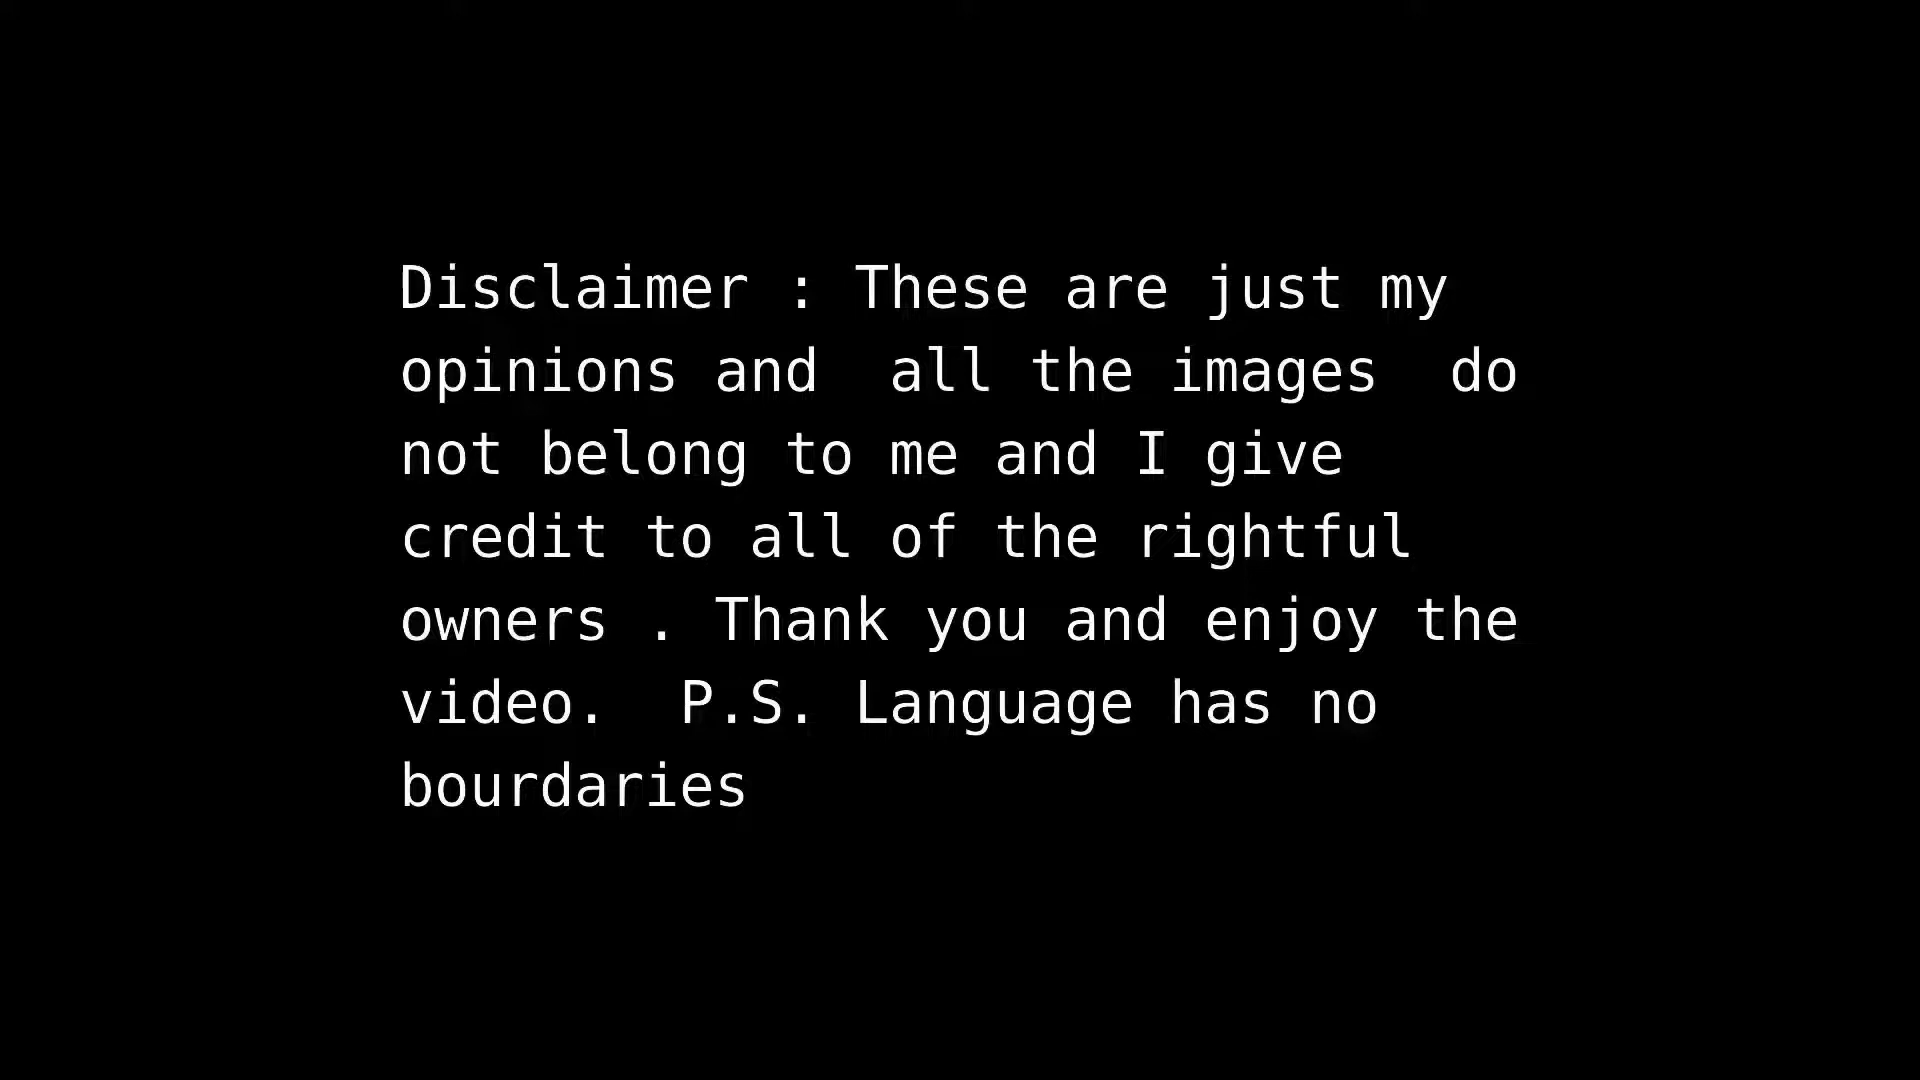 Disclaimer : These are just my
opinions and  all the images  do
not belong to me and I give
credit to all of the rightful
owners . Thank you and enjoy the
video.  P.S. Language has no
bourdaries